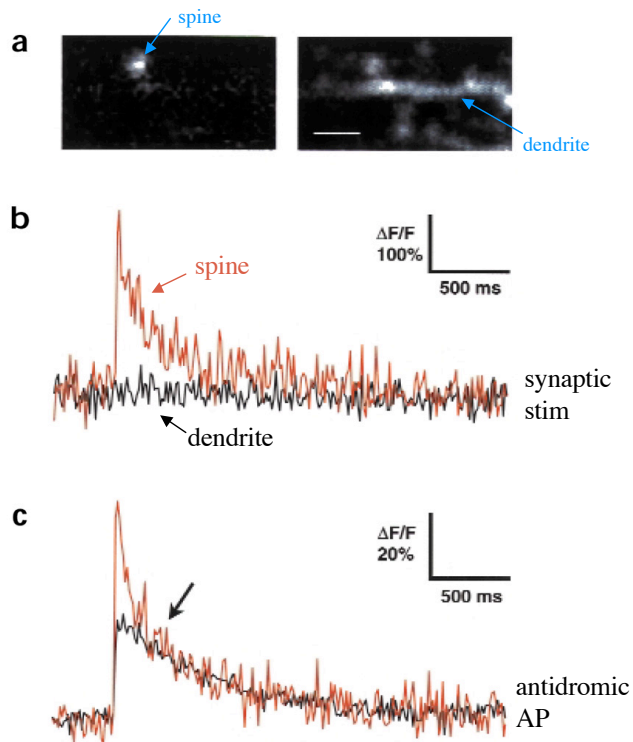 spine
a
dendrite
b
ΔF/F
100%
500 ms
spine
synaptic
stim
dendrite
c
ΔF/F
20%
500 ms
antidromic
AP